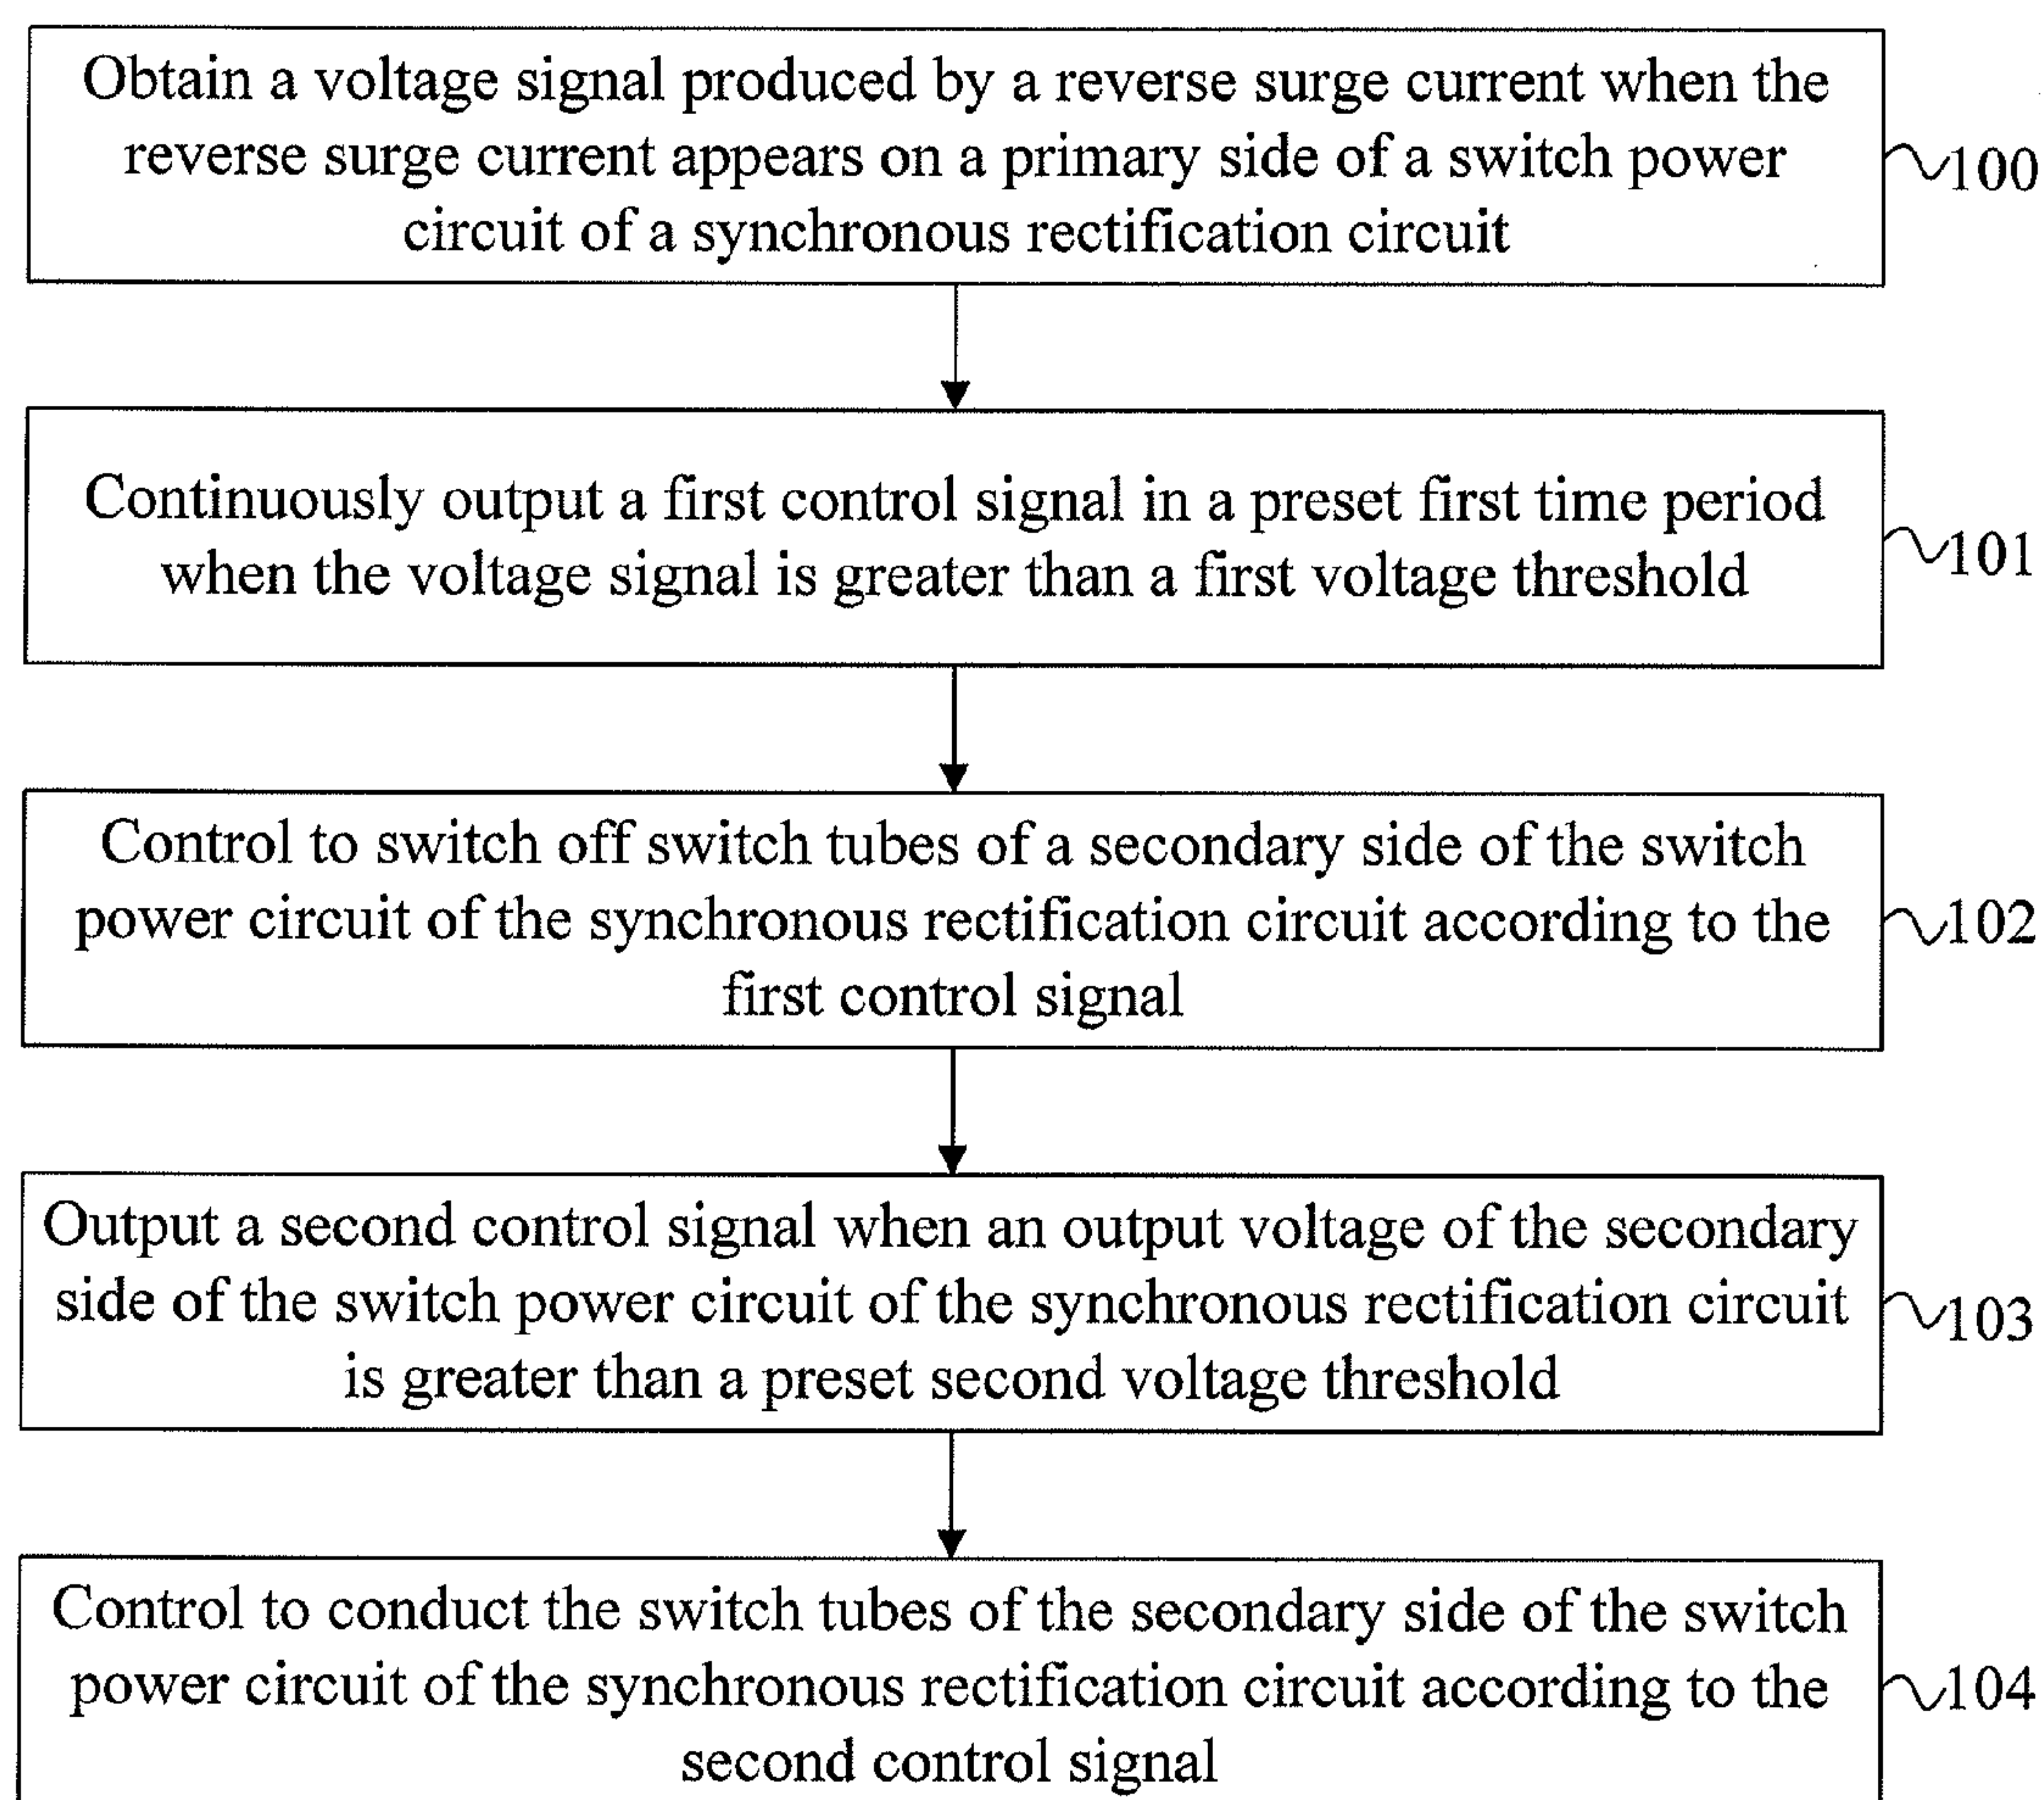 Obtain a voltage signal produced by a reverse surge current when the
reverse surge current appears on a primary side of a switch power
circuit of a synchronous rectification circuit
100
Continuously output a first control signal in a preset first time period
when the voltage signal is greater than a first voltage threshold
101
Control to switch off switch tubes of a secondary side of the switch
power circuit of the synchronous rectification circuit according to the
first control signal
102
Output a second control signal when an output voltage of the secondary
side of the switch power circuit of the synchronous rectification circuit
is greater than a preset second voltage threshold
103
Control to conduct the switch tubes of the secondary side of the switch
power circuit of the synchronous rectification circuit according to the
second control signal
104